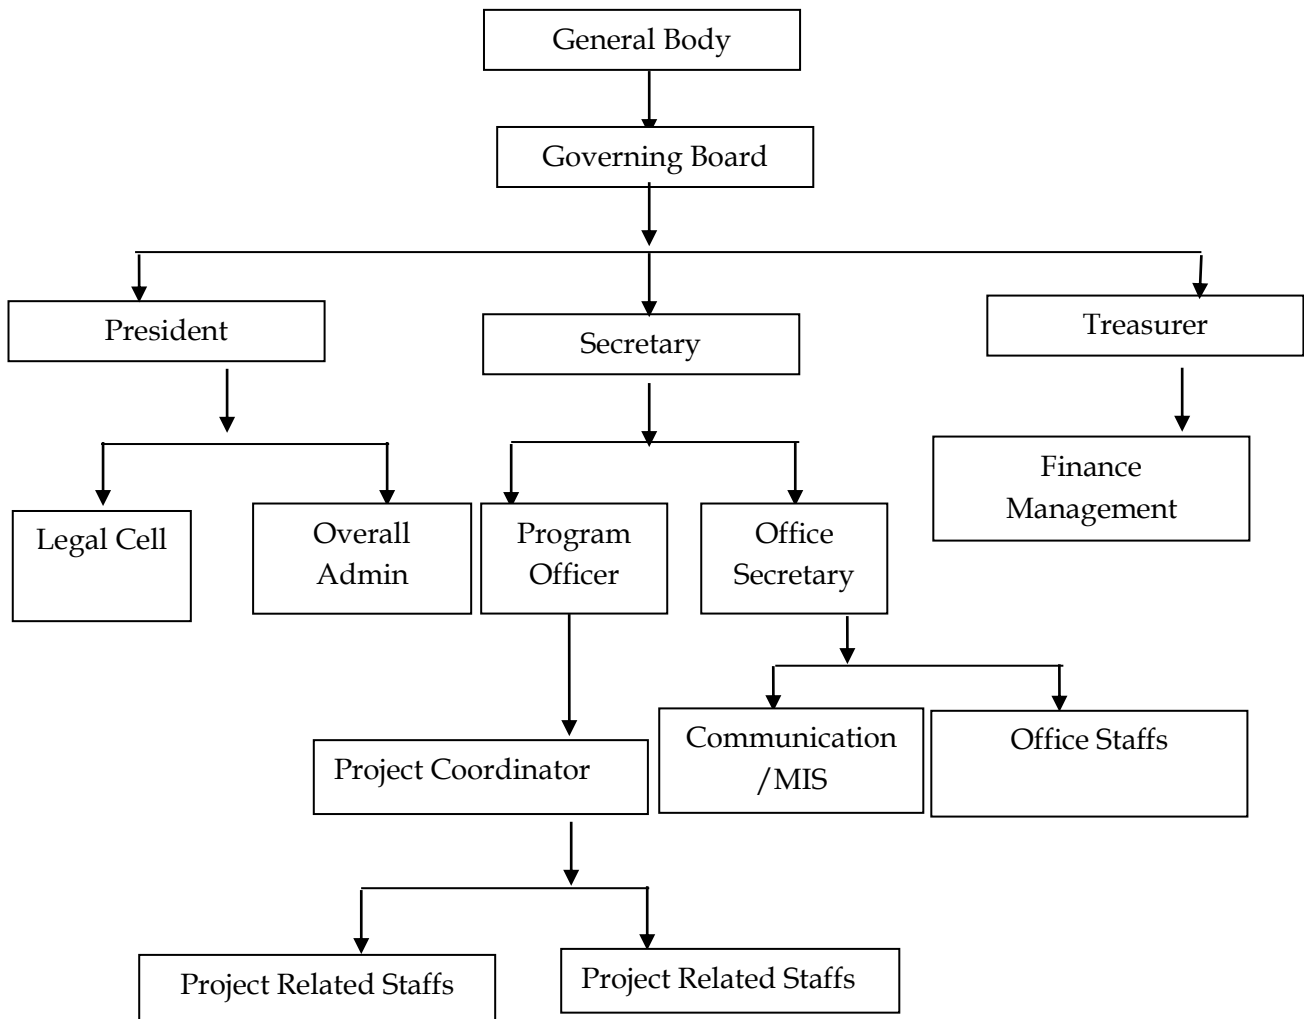 General Body
Governing Board
President
Secretary
Treasurer
Legal Cell
Overall
Admin
Program
Officer
Office
Secretary
Finance
Management
Project Coordinator
Communication
/MIS
Office Staffs
Project Related Staffs
Project Related Staffs